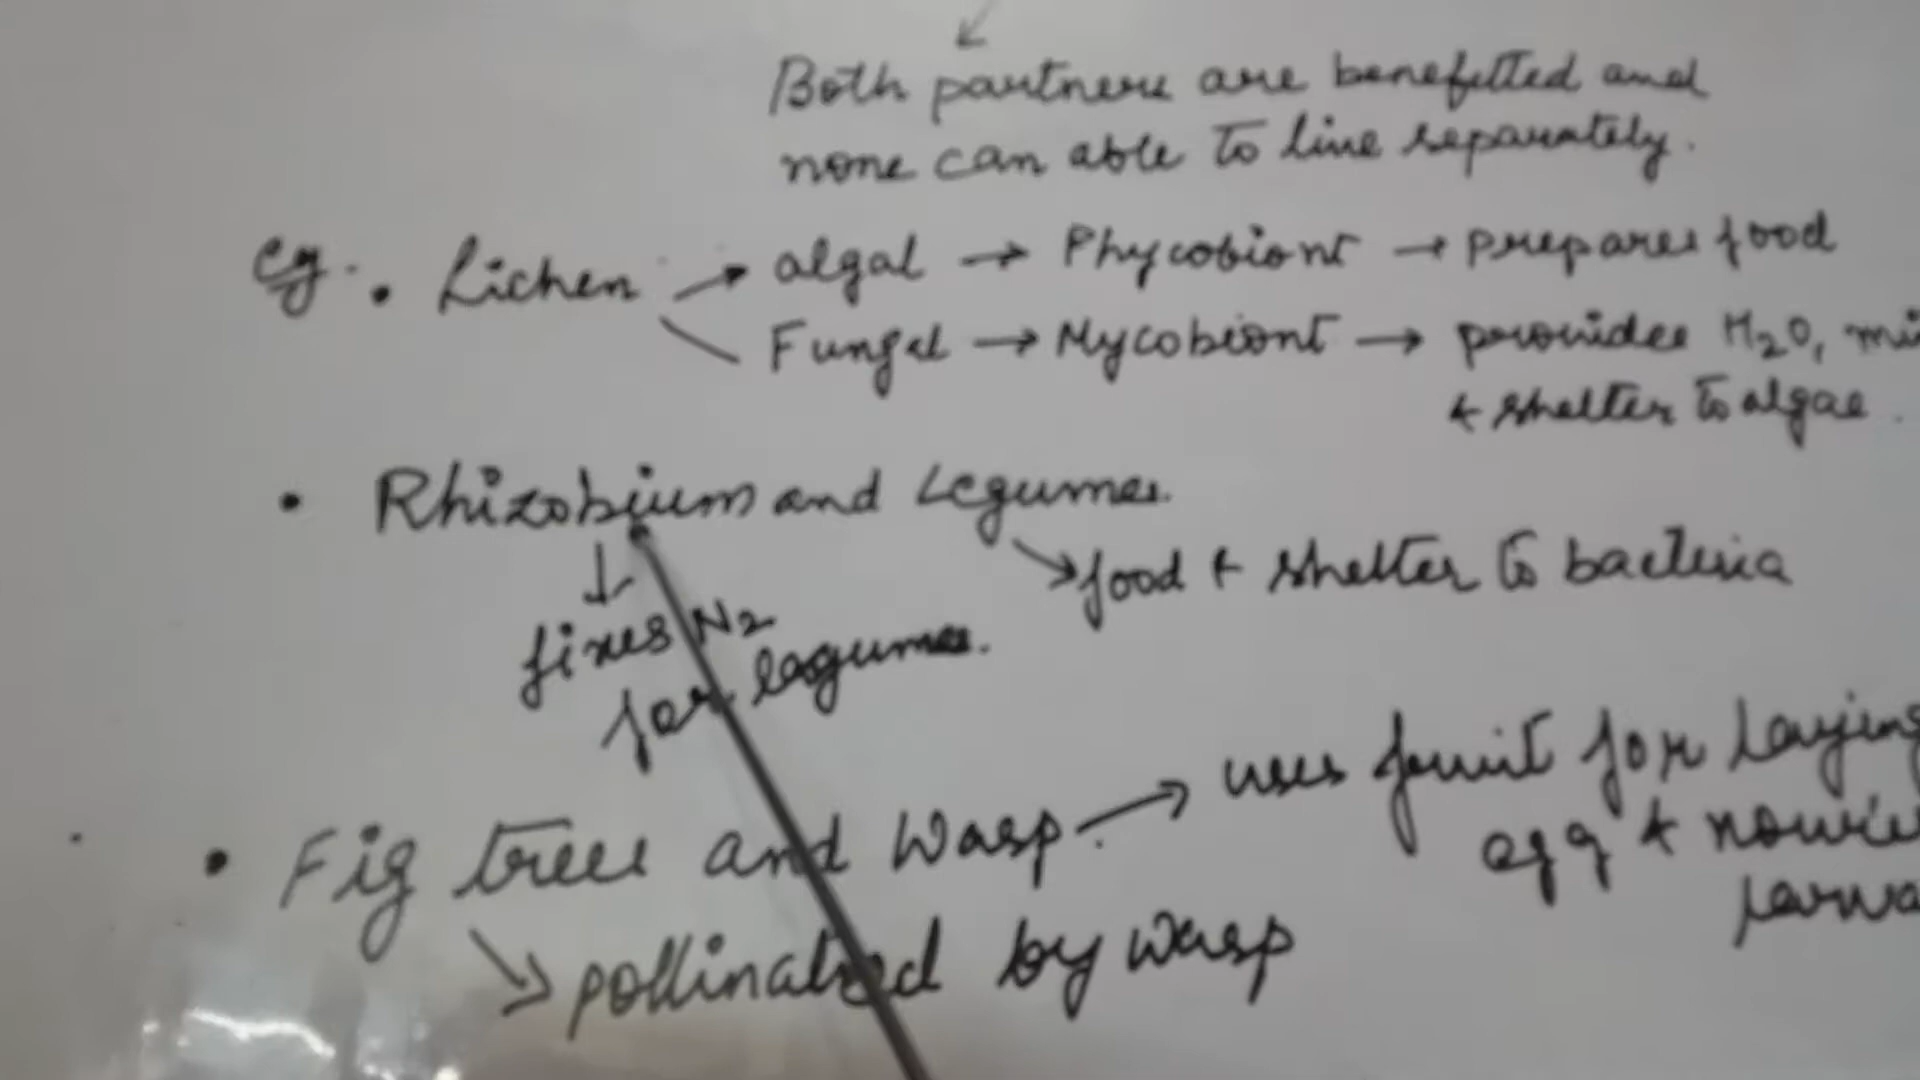 Both partners are benefitted and
none can able to live separately.
eg. • Lichen → algal → Phycobiont → prepares food
Fungal → Mycobiont → provides H2O,
& shelter to algae.
• Rhizobium and Legumes.
→ food + shelter to bacteria
↓ fixes N2
for legumes.
• Fig trees and wasp. → uses fruit for laying
egg &
→ pollinated by wasp